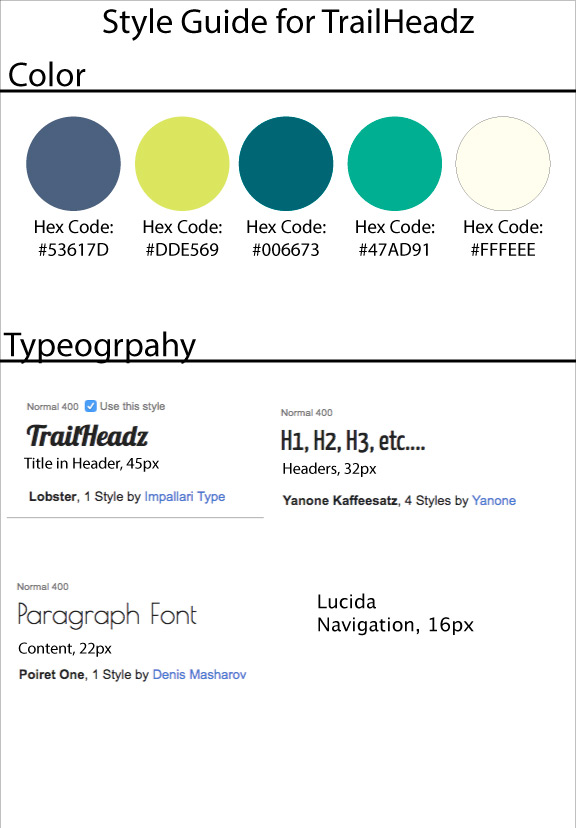 Style Guide for TrailHeadz
Color
Hex Code:
#53617D
Hex Code:
#DDE569
Hex Code:
#006673
Hex Code:
#47AD91
Hex Code:
#FFFEEE
Typeogrpahy
Normal 400 Use this style
TrailHeadz
Title in Header, 45px
Lobster, 1 Style by Impallari Type
Normal 400
H1, H2, H3, etc....
Headers, 32px
Yanone Kaffeesatz, 4 Styles by Yanone
Normal 400
Paragraph Font
Content, 22px
Poiret One, 1 Style by Denis Masharov
Lucida
Navigation, 16px